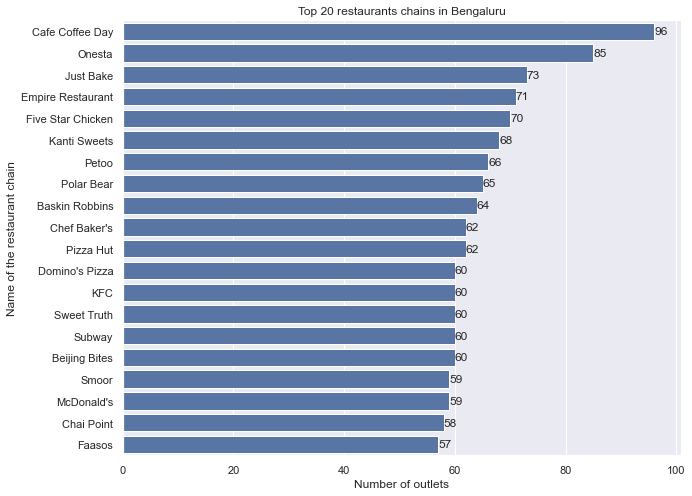 Top 20 restaurants chains in Bengaluru
Name of the restaurant chain
Cafe Coffee Day 96
Onesta 85
Just Bake 73
Empire Restaurant 71
Five Star Chicken 70
Kanti Sweets 68
Petoo 66
Polar Bear 65
Baskin Robbins 64
Chef Baker's 62
Pizza Hut 62
Domino's Pizza 60
KFC 60
Sweet Truth 60
Subway 60
Beijing Bites 60
Smoor 59
McDonald's 59
Chai Point 58
Faasos 57
0 20 40 60 80 100
Number of outlets